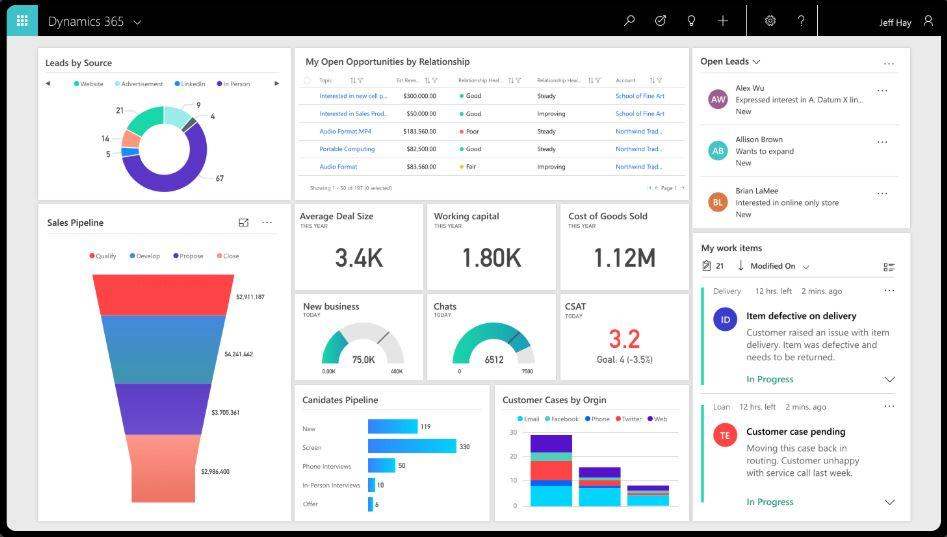 Dynamics 365
Jeff Hay
Leads by Source
Website Advertisement LinkedIn In Person
21
9
4
14
5
67
My Open Opportunities by Relationship
Topic Est Reve... Relationship Heal... Relationship Heal... Account
Interested in new cell p... $300,000.00 Good Steady School of Fine Art
Interested in Sales Prod... $50,000.00 Good Improving School of Fine Art
Audio Format MP4 $183,560.00 Poor Steady Northwind Trad...
Portable Computing $82,500.00 Good Steady Northwind Trad...
Audio Format $83,560.00 Fair Improving Northwind Trad...
Showing 1 - 50 of 197 (0 selected) Page 1
Open Leads
AW
Alex Wu
Expressed interest in A. Datum X lin...
New
AB
Allison Brown
Wants to expand
New
BL
Brian LaMee
Interested in online only store
New
Sales Pipeline
Qualify Develop Propose Close
$2,911,187
$4,241,442
$3,705,361
$2,986,400
Average Deal Size
THIS YEAR
3.4K
Working capital
THIS YEAR
1.80K
Cost of Goods Sold
THIS YEAR
1.12M
New business
TODAY
75.0K
0.00K
Chats
TODAY
6512
0 7500
CSAT
TODAY
3.2
Goal: 4 (-3.5%)
Canidates Pipeline
New 119
Screen 330
Phone Interviews 50
In-Person Interviews 10
Offer 6
Customer Cases by Orgin
Email Facebook Phone Twitter Web
30
20
10
0
My work items
21 Modified On
Delivery 12 hrs. left 2 mins. ago
ID
Item defective on delivery
Customer raised an issue with item
delivery. Item was defective and
needs to be returned.
In Progress
Loan 12 hrs. left 2 mins. ago
TE
Customer case pending
Moving this case back in
routing. Customer unhappy
with service call last week.
In Progress